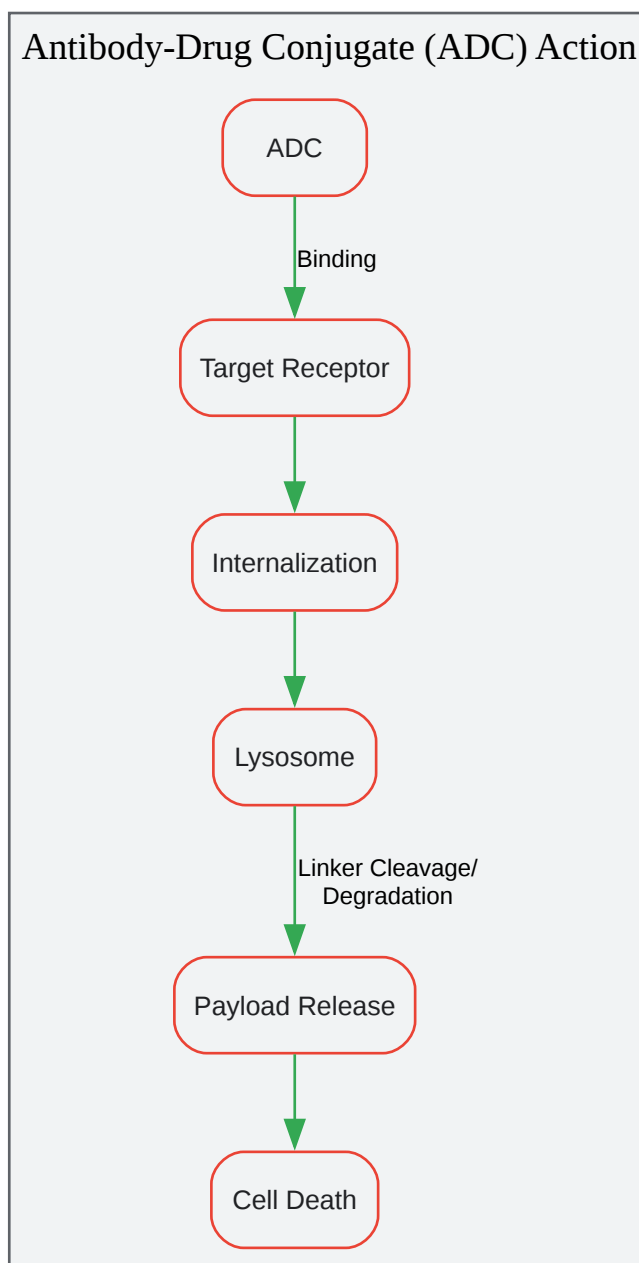 Antibody-Drug Conjugate (ADC) Action
ADC
Binding
Target Receptor
Internalization
Lysosome
Linker Cleavage/
Degradation
Payload Release
Cell Death